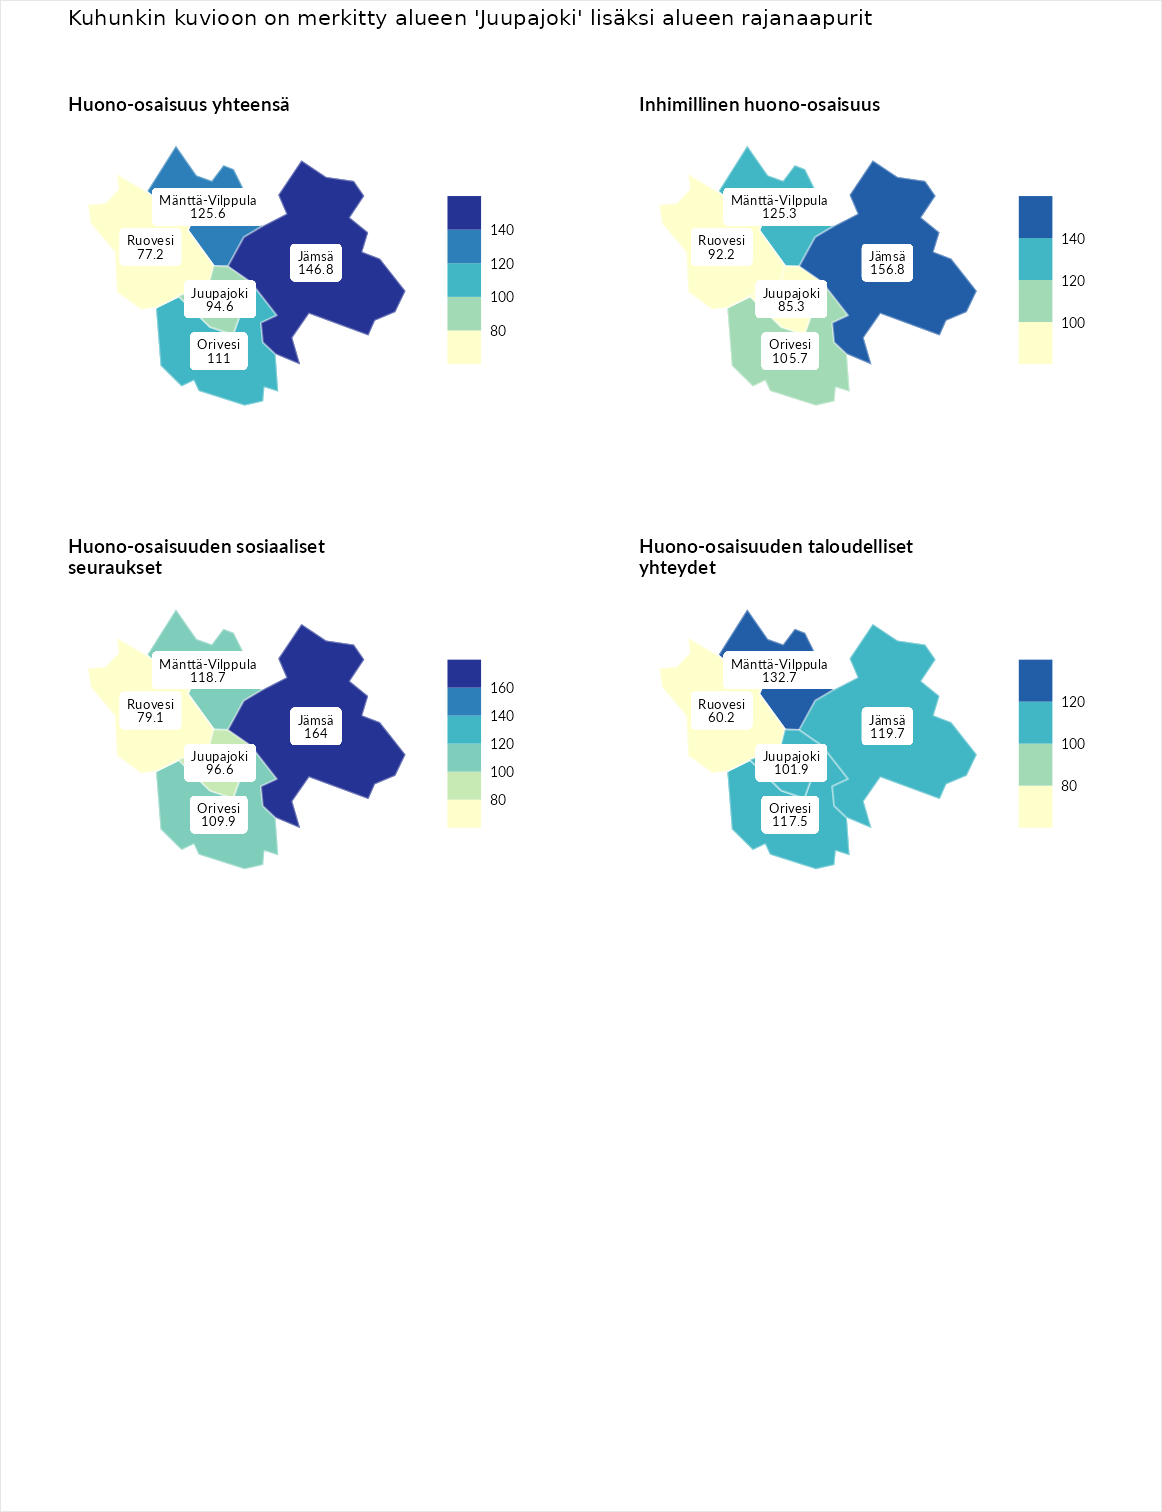 Kuhunkin kuvioon on merkitty alueen 'Juupajoki' lisäksi alueen rajanaapurit
Huono-osaisuus yhteensä
Mänttä-Vilppula
125.6
Ruovesi
77.2
Jämsä
146.8
Juupajoki
94.6
Orivesi
111
140
120
100
80
Inhimillinen huono-osaisuus
Mänttä-Vilppula
125.3
Ruovesi
92.2
Jämsä
156.8
Juupajoki
85.3
Orivesi
105.7
140
120
100
Huono-osaisuuden sosiaaliset
seuraukset
Mänttä-Vilppula
118.7
Ruovesi
79.1
Jämsä
164
Juupajoki
96.6
Orivesi
109.9
160
140
120
100
80
Huono-osaisuuden taloudelliset
yhteydet
Mänttä-Vilppula
132.7
Ruovesi
60.2
Jämsä
119.7
Juupajoki
101.9
Orivesi
117.5
120
100
80